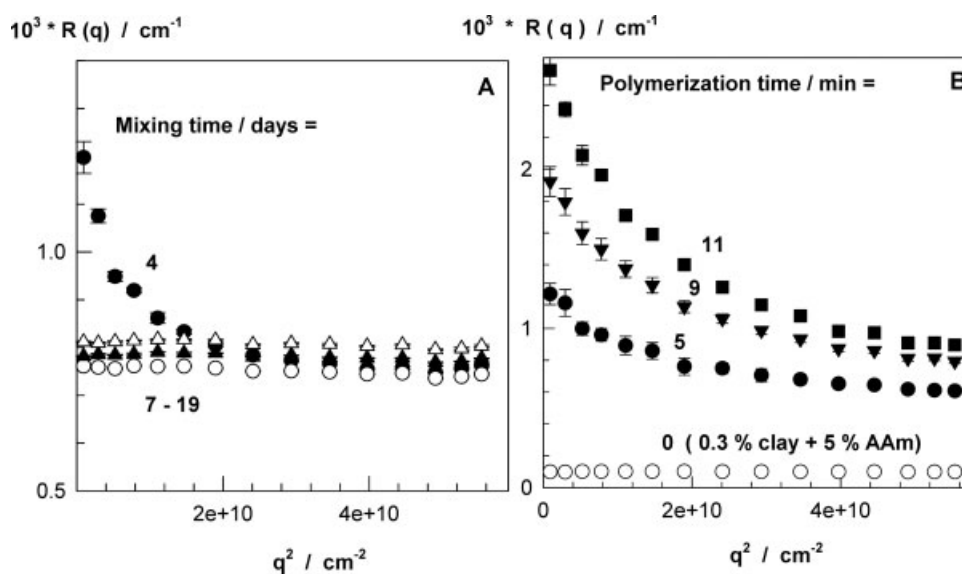 10³ * R (q) / cm⁻¹
A
Mixing time / days =
1.0
4
7 - 19
0.5
2e+10
4e+10
q² / cm⁻²
10³ * R ( q ) / cm⁻¹
B
Polymerization time / min =
2
11
9
1
5
0 ( 0.3 % clay + 5 % AAm)
0
0
2e+10
4e+10
q² / cm⁻²